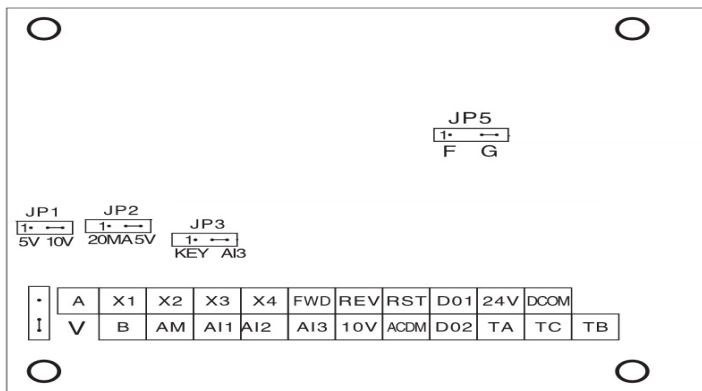 JP5
1
F G
JP1 JP2 JP3
1 1 1
5V 10V 20MA 5V KEY AI3
A X1 X2 X3 X4 FWD REV RST D01 24V DCOM
V B AM AI1 AI2 AI3 10V ACDM D02 TA TC TB